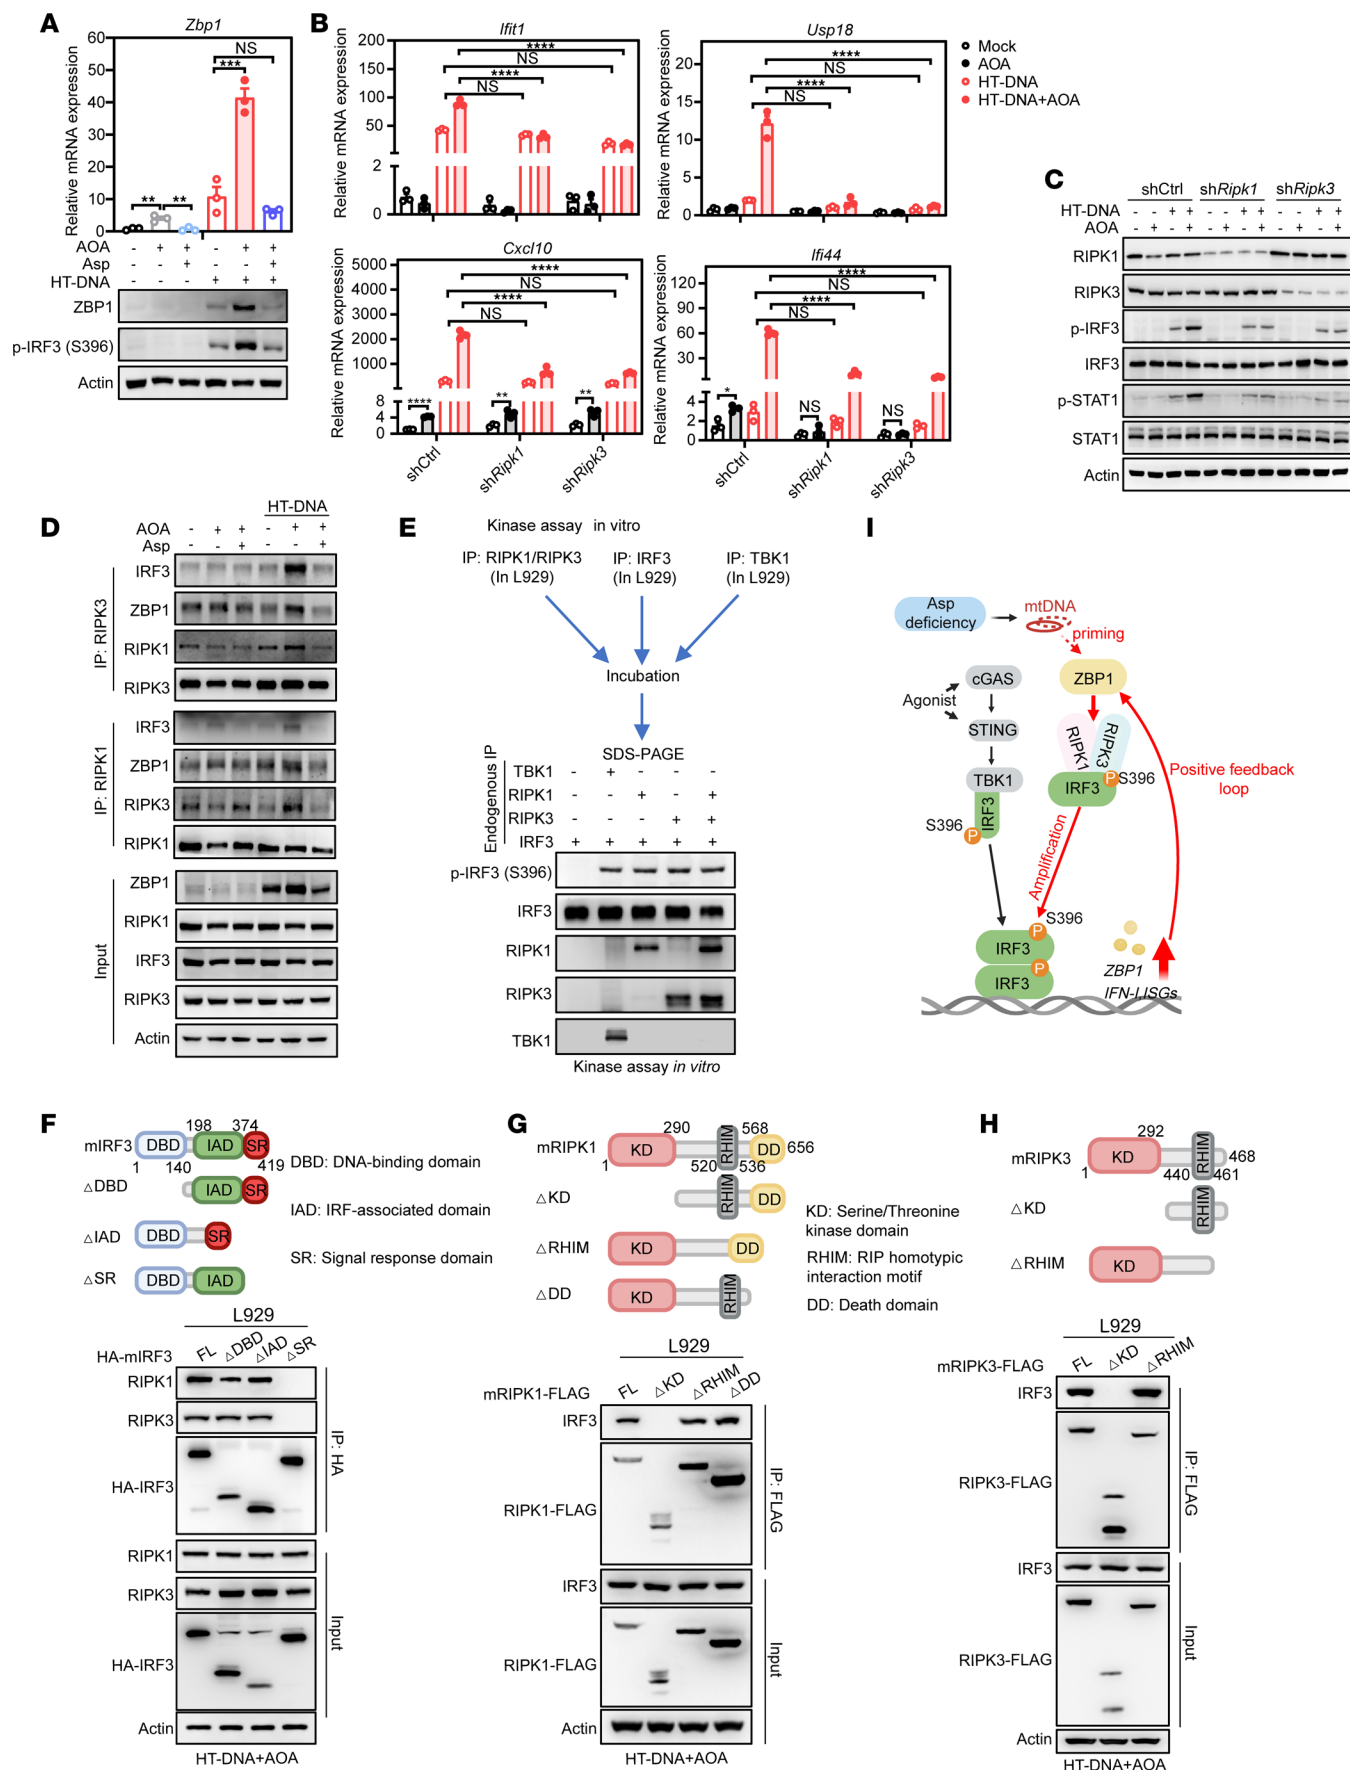 A
Zbp1
Relative mRNA expression
60
50
40
30
20
10
0
NS
***
**
**
AOA - + + - + +
Asp - - + - - +
HT-DNA - - - + + +
ZBP1
p-IRF3 (S396)
Actin
B
Ifit1
Relative mRNA expression
200
150
100
50
2
1
0
****
NS
****
NS
Usp18
Relative mRNA expression
20
15
10
5
0
****
NS
****
NS
Mock
AOA
HT-DNA
HT-DNA+AOA
Cxcl10
Relative mRNA expression
5000
4000
3000
2000
1000
8
4
0
****
NS
****
NS
****
**
**
shCtrl
shRipk1
shRipk3
Ifi44
Relative mRNA expression
120
90
60
30
4
2
0
****
NS
****
NS
*
NS
NS
shCtrl
shRipk1
shRipk3
C
shCtrl shRipk1 shRipk3
HT-DNA - - + + - - + + - - + +
AOA - + - + - + - + - + - +
RIPK1
RIPK3
p-IRF3
IRF3
p-STAT1
STAT1
Actin
D
HT-DNA
AOA - + + - + +
Asp - - + - - +
IP: RIPK3
IRF3
ZBP1
RIPK1
RIPK3
IP: RIPK1
IRF3
ZBP1
RIPK3
RIPK1
Input
ZBP1
RIPK1
IRF3
RIPK3
Actin
E
Kinase assay in vitro
IP: RIPK1/RIPK3 IP: IRF3 IP: TBK1
(In L929) (In L929) (In L929)
Incubation
SDS-PAGE
Endogenous IP
TBK1 - + - - -
RIPK1 - - + - +
RIPK3 - - - + +
IRF3 + + + + +
p-IRF3 (S396)
IRF3
RIPK1
RIPK3
TBK1
Kinase assay in vitro
I
Asp
deficiency
mtDNA
priming
cGAS
ZBP1
Agonist
STING
RIPK1
RIPK3
TBK1
IRF3
P
S396
IRF3
P
S396
Positive feedback
loop
Amplification
S396
P
IRF3
P
IRF3
ZBP1
IFN-I,ISGs
F
198 374
mIRF3 DBD IAD SR
1 140 419
△DBD IAD SR
△IAD DBD SR
△SR DBD IAD
DBD: DNA-binding domain
IAD: IRF-associated domain
SR: Signal response domain
L929
HA-mIRF3 FL △DBD △IAD △SR
RIPK1
RIPK3
HA-IRF3
IP: HA
RIPK1
RIPK3
HA-IRF3
Actin
Input
HT-DNA+AOA
G
290 568
mRIPK1 KD RHIM DD 656
1 520 536
△KD RHIM DD
△RHIM KD DD
△DD KD RHIM
KD: Serine/Threonine
kinase domain
RHIM: RIP homotypic
interaction motif
DD: Death domain
L929
mRIPK1-FLAG FL △KD △RHIM △DD
IRF3
RIPK1-FLAG
IP: FLAG
IRF3
RIPK1-FLAG
Actin
Input
HT-DNA+AOA
H
292
mRIPK3 KD RHIM 468
1 440 461
△KD RHIM
△RHIM KD
L929
mRIPK3-FLAG FL △KD △RHIM
IRF3
RIPK3-FLAG
IP: FLAG
IRF3
RIPK3-FLAG
Actin
Input
HT-DNA+AOA